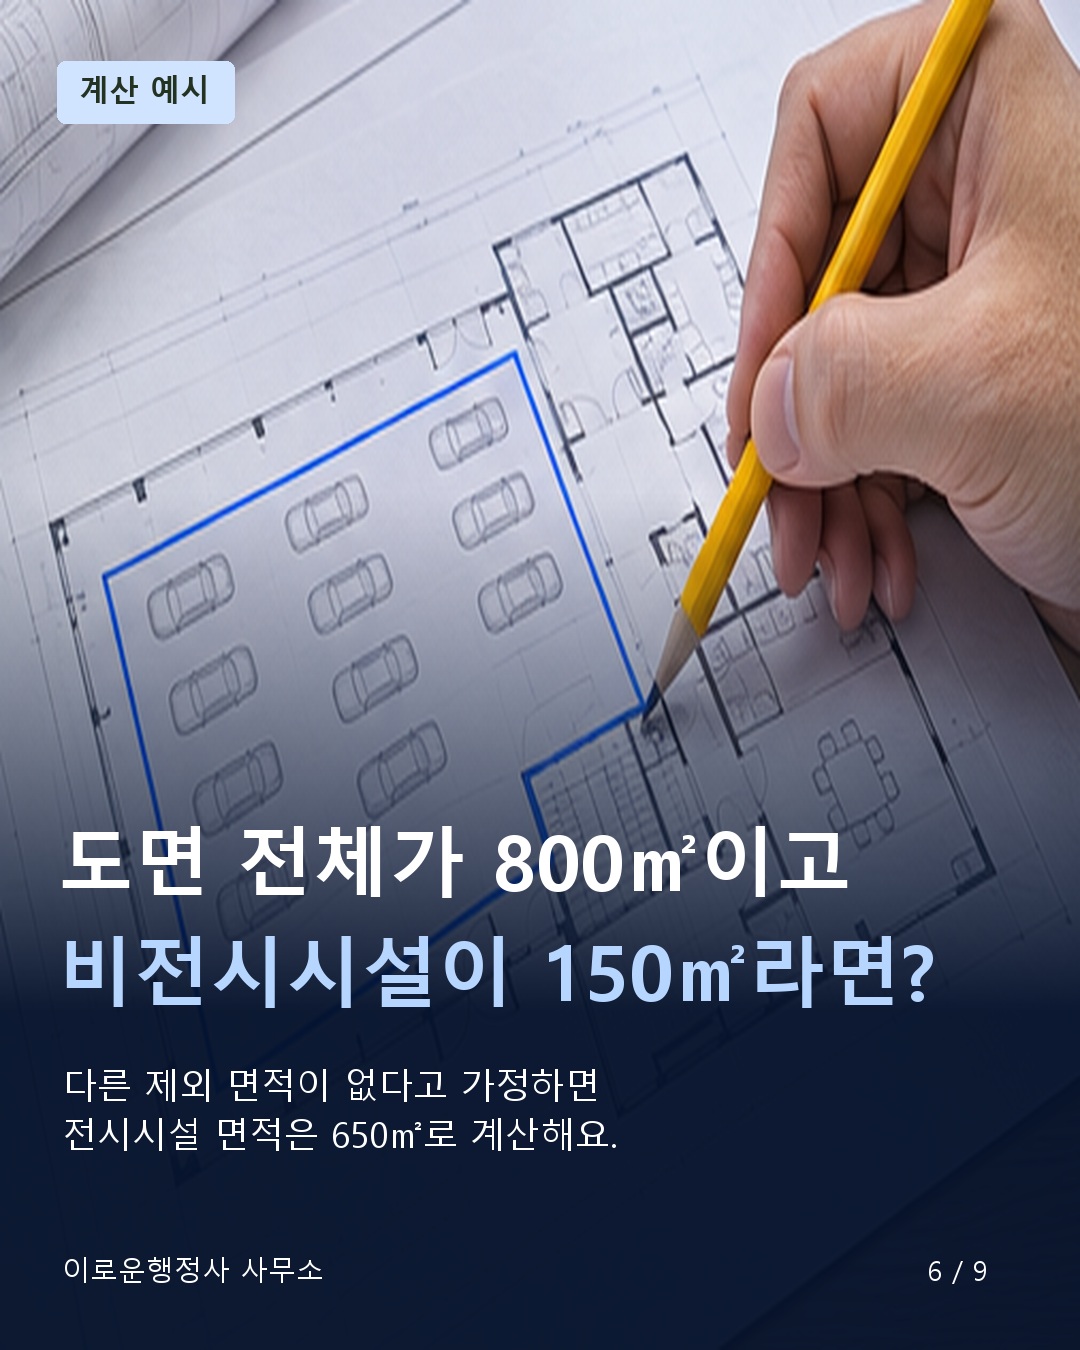 계산 예시
도면 전체가 800㎡이고
비전시시설이 150㎡라면?
다른 제외 면적이 없다고 가정하면
전시시설 면적은 650㎡로 계산해요.
이로운행정사 사무소
6 / 9